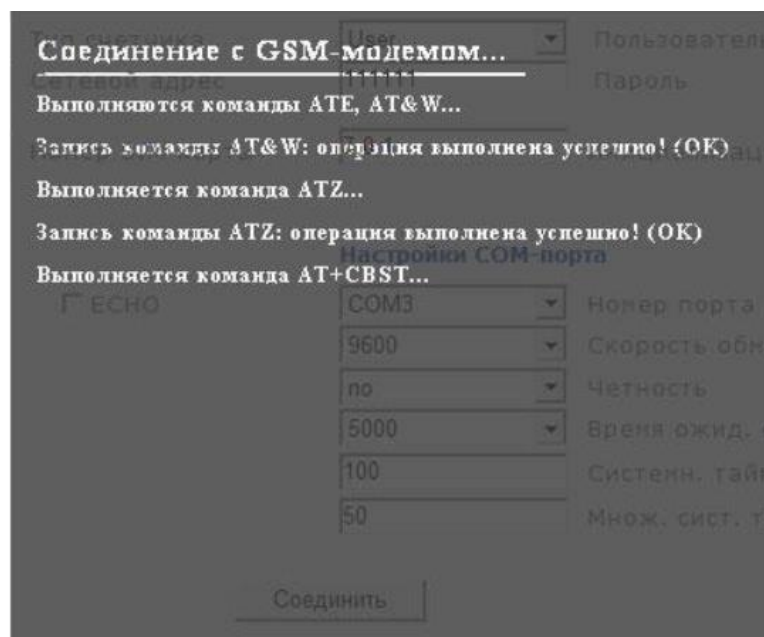 Тип счетчика User Пользовател
Соединение с GSM-модемом...
Сетевой адрес 111111 Пароль
Выполняются команды ATE, AT&W...
Запись команды AT&W: операция выполнена успешно! (OK)
Выполняется команда ATZ...
Запись команды ATZ: операция выполнена успешно! (OK)
Настройки COM-порта
Выполняется команда AT+CBST...
ECHO COM3 Номер порта
9600 Скорость обм
no Четность
5000 Время ожид.
100 Системн. тай
50 Множ. сист. т
Соединить